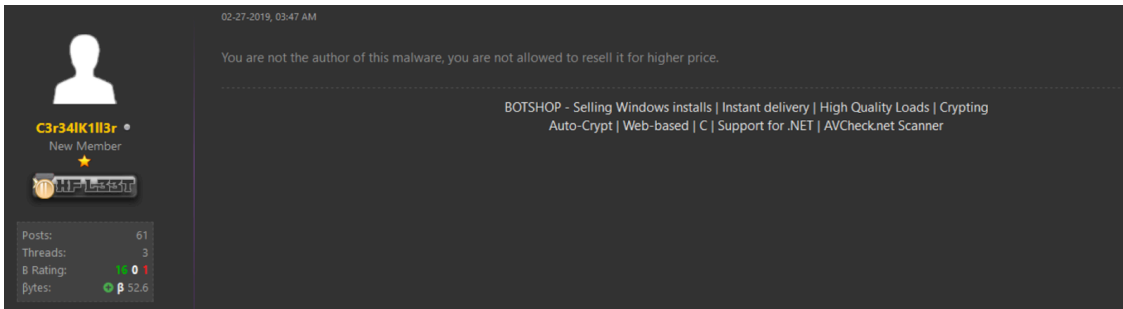 02-27-2019, 03:47 AM
You are not the author of this malware, you are not allowed to resell it for higher price.
BOTSHOP - Selling Windows installs | Instant delivery | High Quality Loads | Crypting
Auto-Crypt | Web-based | C | Support for .NET | AVCheck.net Scanner
C3r34lK1ll3r
New Member
HFL33T
Posts: 61
Threads: 3
B Rating: 16 0 1
βytes: β 52.6